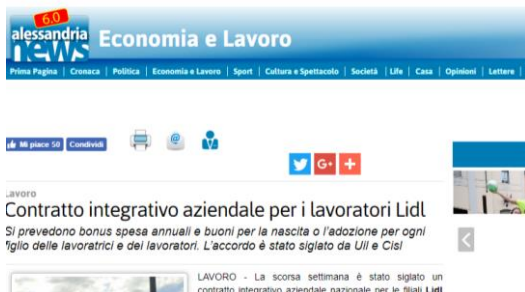 6.0
alessandria
news
Economia e Lavoro
Prima Pagina | Cronaca | Politica | Economia e Lavoro | Sport | Cultura e Spettacolo | Società | Life | Casa | Opinioni | Lettere |
Mi piace 50 Condividi
G+
Lavoro
Contratto integrativo aziendale per i lavoratori Lidl
Si prevedono bonus spesa annuali e buoni per la nascita o l'adozione per ogni
figlio delle lavoratrici e dei lavoratori. L'accordo è stato siglato da Uil e Cisl
LAVORO - La scorsa settimana è stato siglato un
contratto integrativo aziendale nazionale per le filiali Lidl